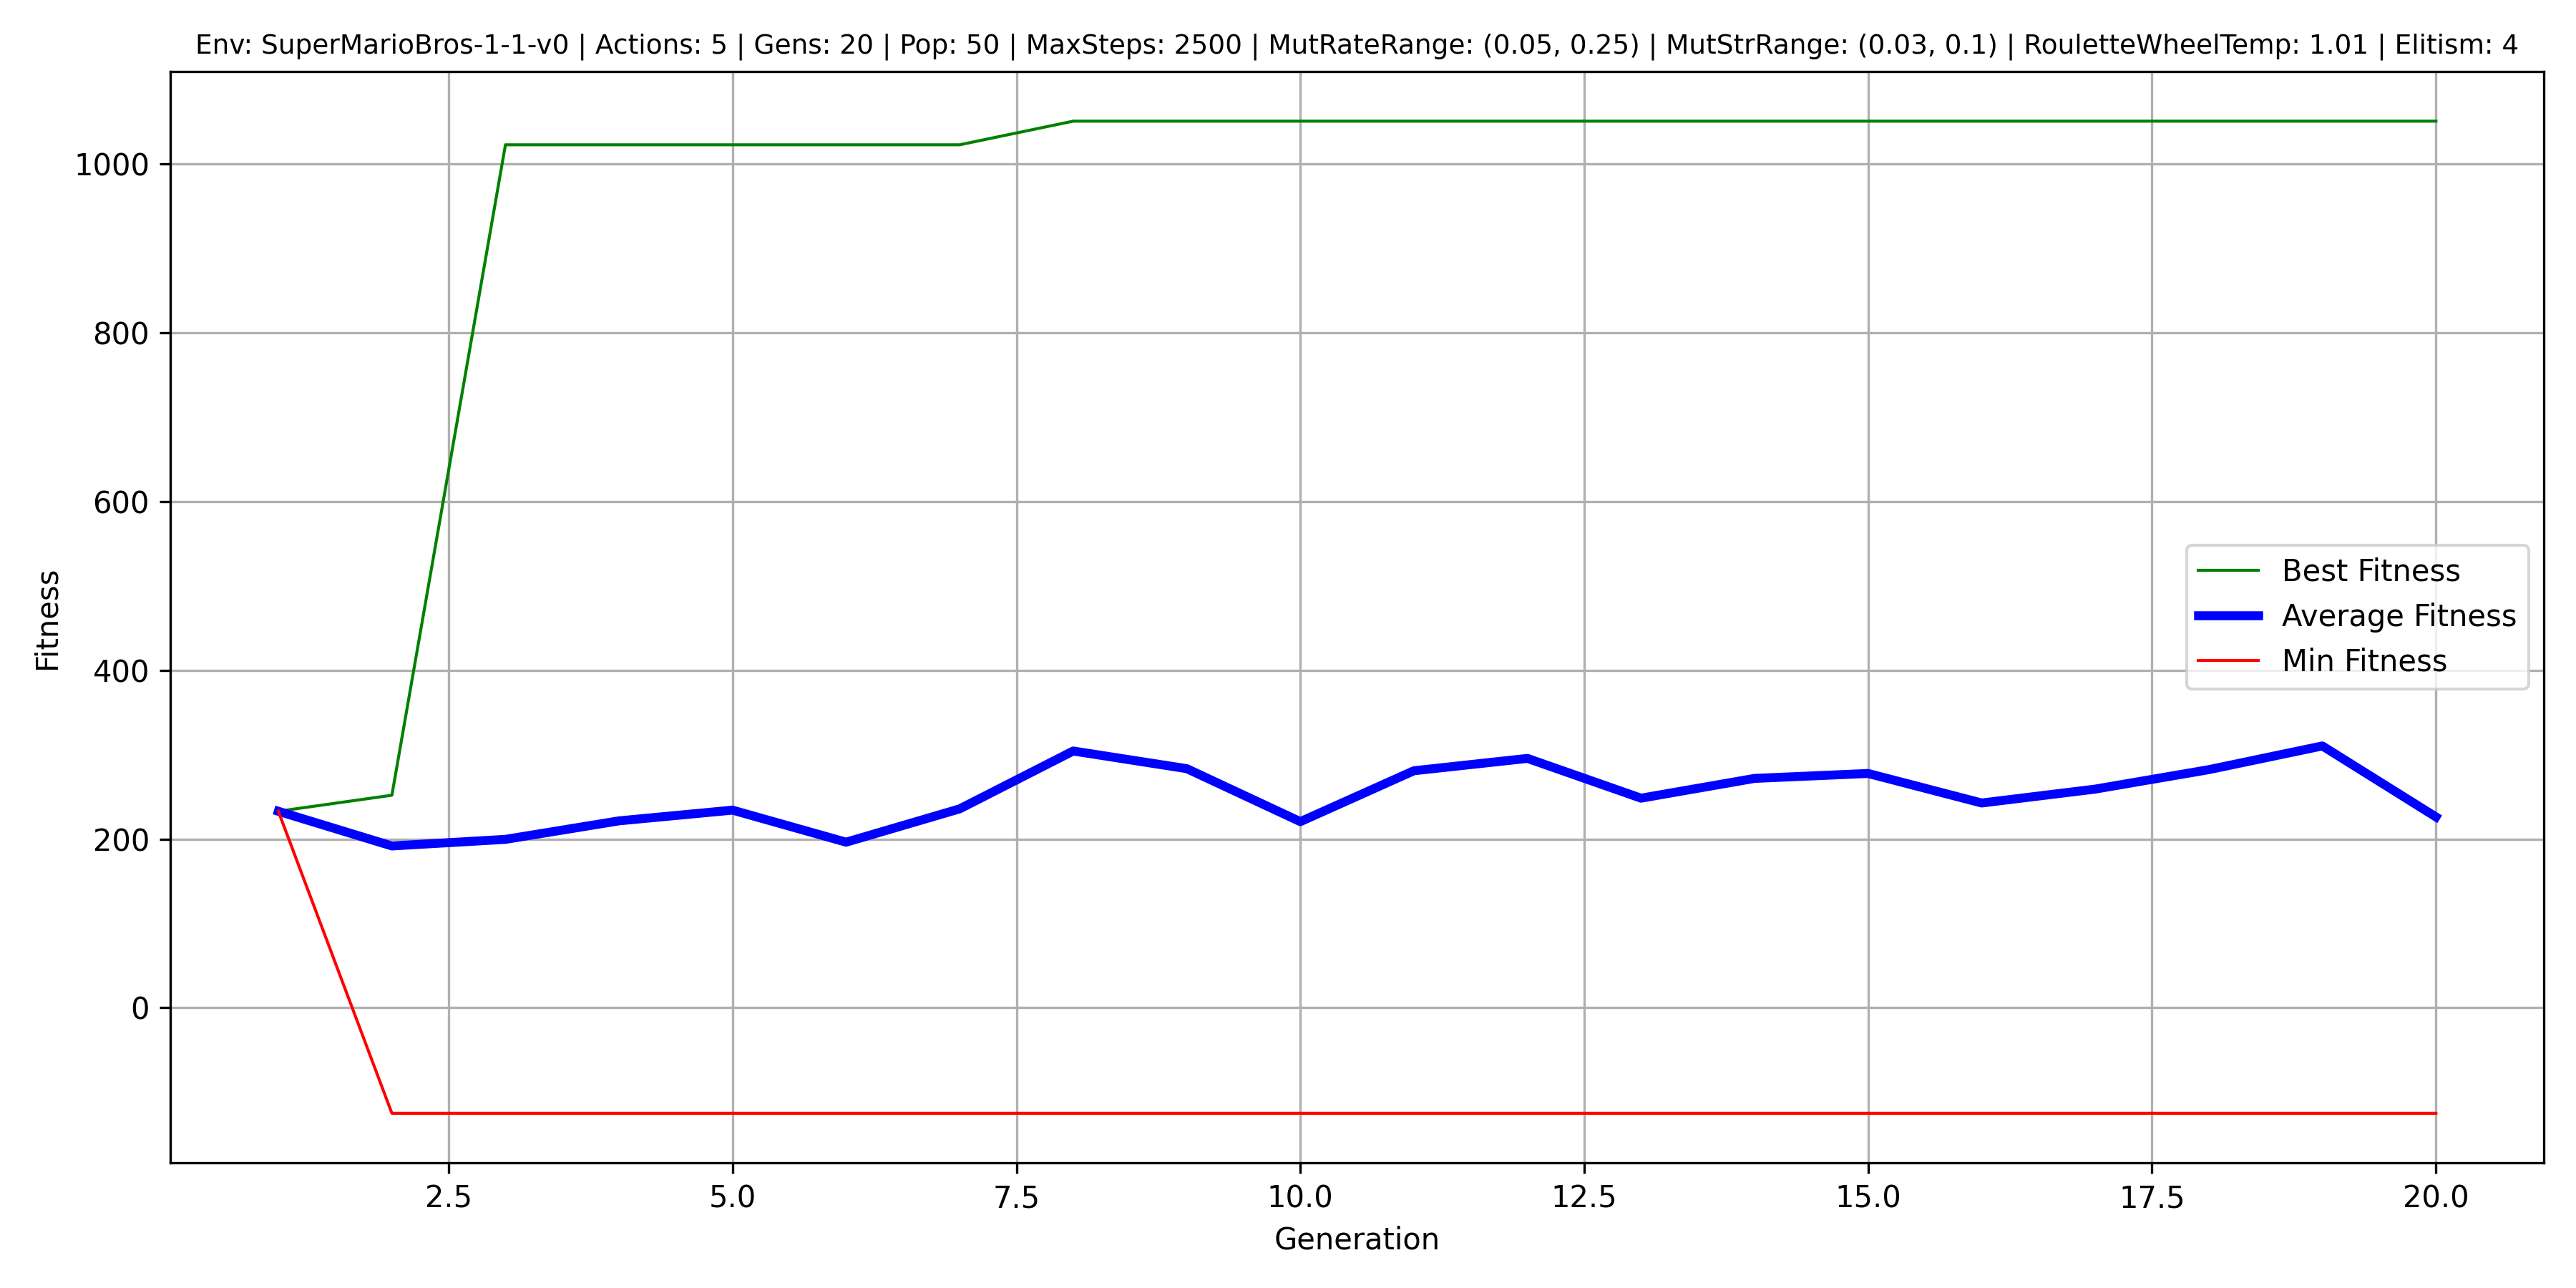 Env: SuperMarioBros-1-1-v0 | Actions: 5 | Gens: 20 | Pop: 50 | MaxSteps: 2500 | MutRateRange: (0.05, 0.25) | MutStrRange: (0.03, 0.1) | RouletteWheelTemp: 1.01 | Elitism: 4
1000
800
600
400
200
0
Fitness
Best Fitness
Average Fitness
Min Fitness
2.5 5.0 7.5 10.0 12.5 15.0 17.5 20.0
Generation